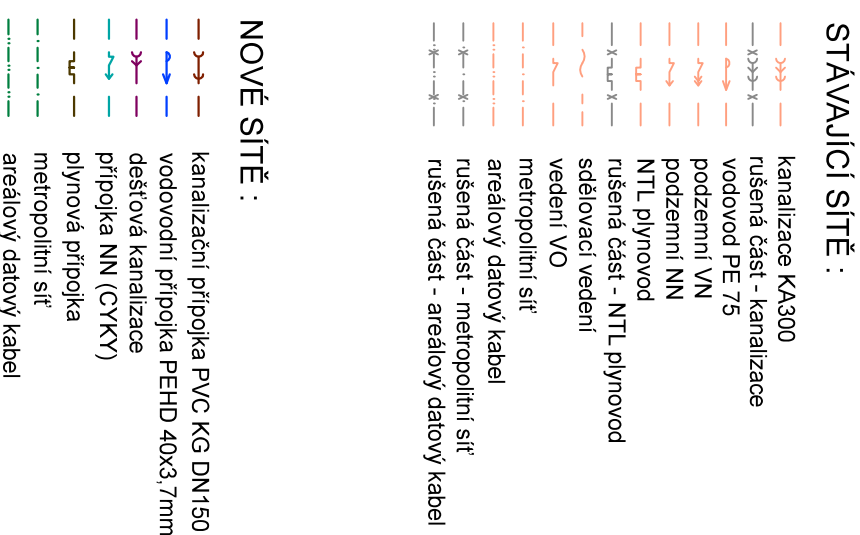 STÁVAJÍCÍ SÍTĚ :
kanalizace KA300
rušená část - kanalizace
vodovod PE 75
podzemní VN
podzemní NN
NTL plynovod
rušená část - NTL plynovod
sdělovací vedení
vedení VO
metropolitní síť
areálový datový kabel
rušená část - metropolitní síť
rušená část - areálový datový kabel
NOVÉ SÍTĚ :
kanalizační přípojka PVC KG DN150
vodovodní přípojka PEHD 40x3,7mm
dešťová kanalizace
přípojka NN (CYKY)
plynová přípojka
metropolitní síť
areálový datový kabel